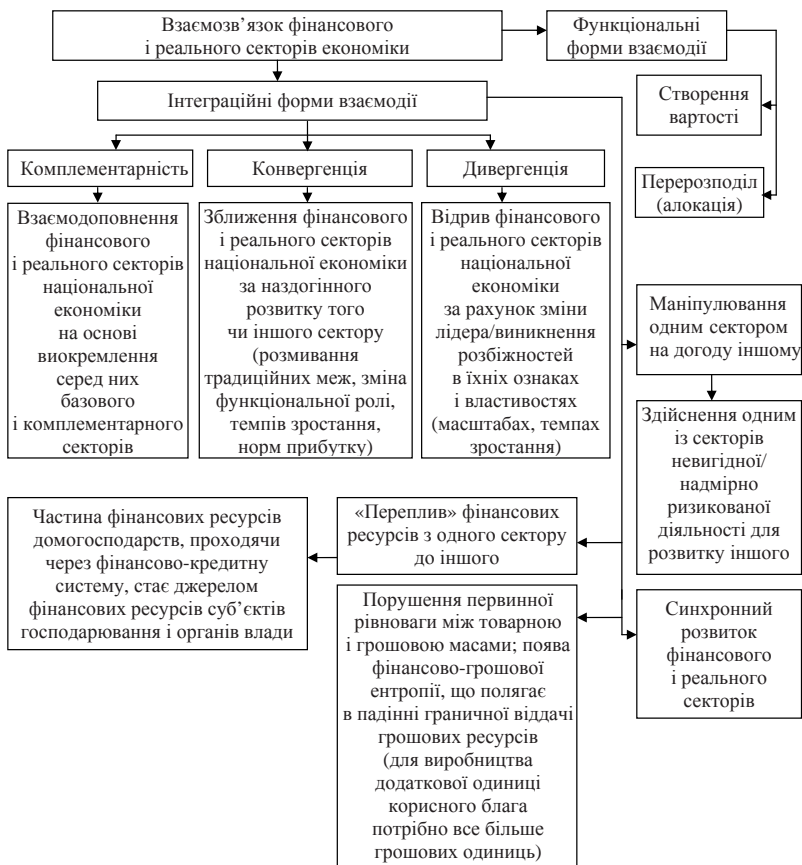 Взаємозв’язок фінансового
і реального секторів економіки
Функціональні
форми взаємодії
Інтеграційні форми взаємодії
Створення
вартості
Перерозподіл
(алокація)
Комплементарність
Конвергенція
Дивергенція
Взаємодоповнення
фінансового
і реального секторів
національної
економіки
на основі
виокремлення
серед них
базового
і комплементарного
секторів
Зближення фінансового
і реального секторів
національної економіки
за наздогінного
розвитку того
чи іншого сектору
(розмивання
традиційних меж, зміна
функціональної ролі,
темпів зростання,
норм прибутку)
Відрив фінансового
і реального секторів
національної
економіки
за рахунок зміни
лідера/виникнення
розбіжностей
в їхніх ознаках
і властивостях
(масштабах, темпах
зростання)
Маніпулювання
одним сектором
на догоду іншому
Здійснення одним
із секторів
невигідної/
надмірно
ризикованої
діяльності для
розвитку іншого
«Переплив» фінансових
ресурсів з одного сектору
до іншого
Частина фінансових ресурсів
домогосподарств, проходячи
через фінансово-кредитну
систему, стає джерелом
фінансових ресурсів суб’єктів
господарювання і органів влади
Порушення первинної
рівноваги між товарною
і грошовою масами; поява
фінансово-грошової
ентропії, що полягає
в падінні граничної віддачі
грошових ресурсів
(для виробництва
додаткової одиниці
корисного блага
потрібно все більше
грошових одиниць)
Синхронний
розвиток
фінансового
і реального
секторів